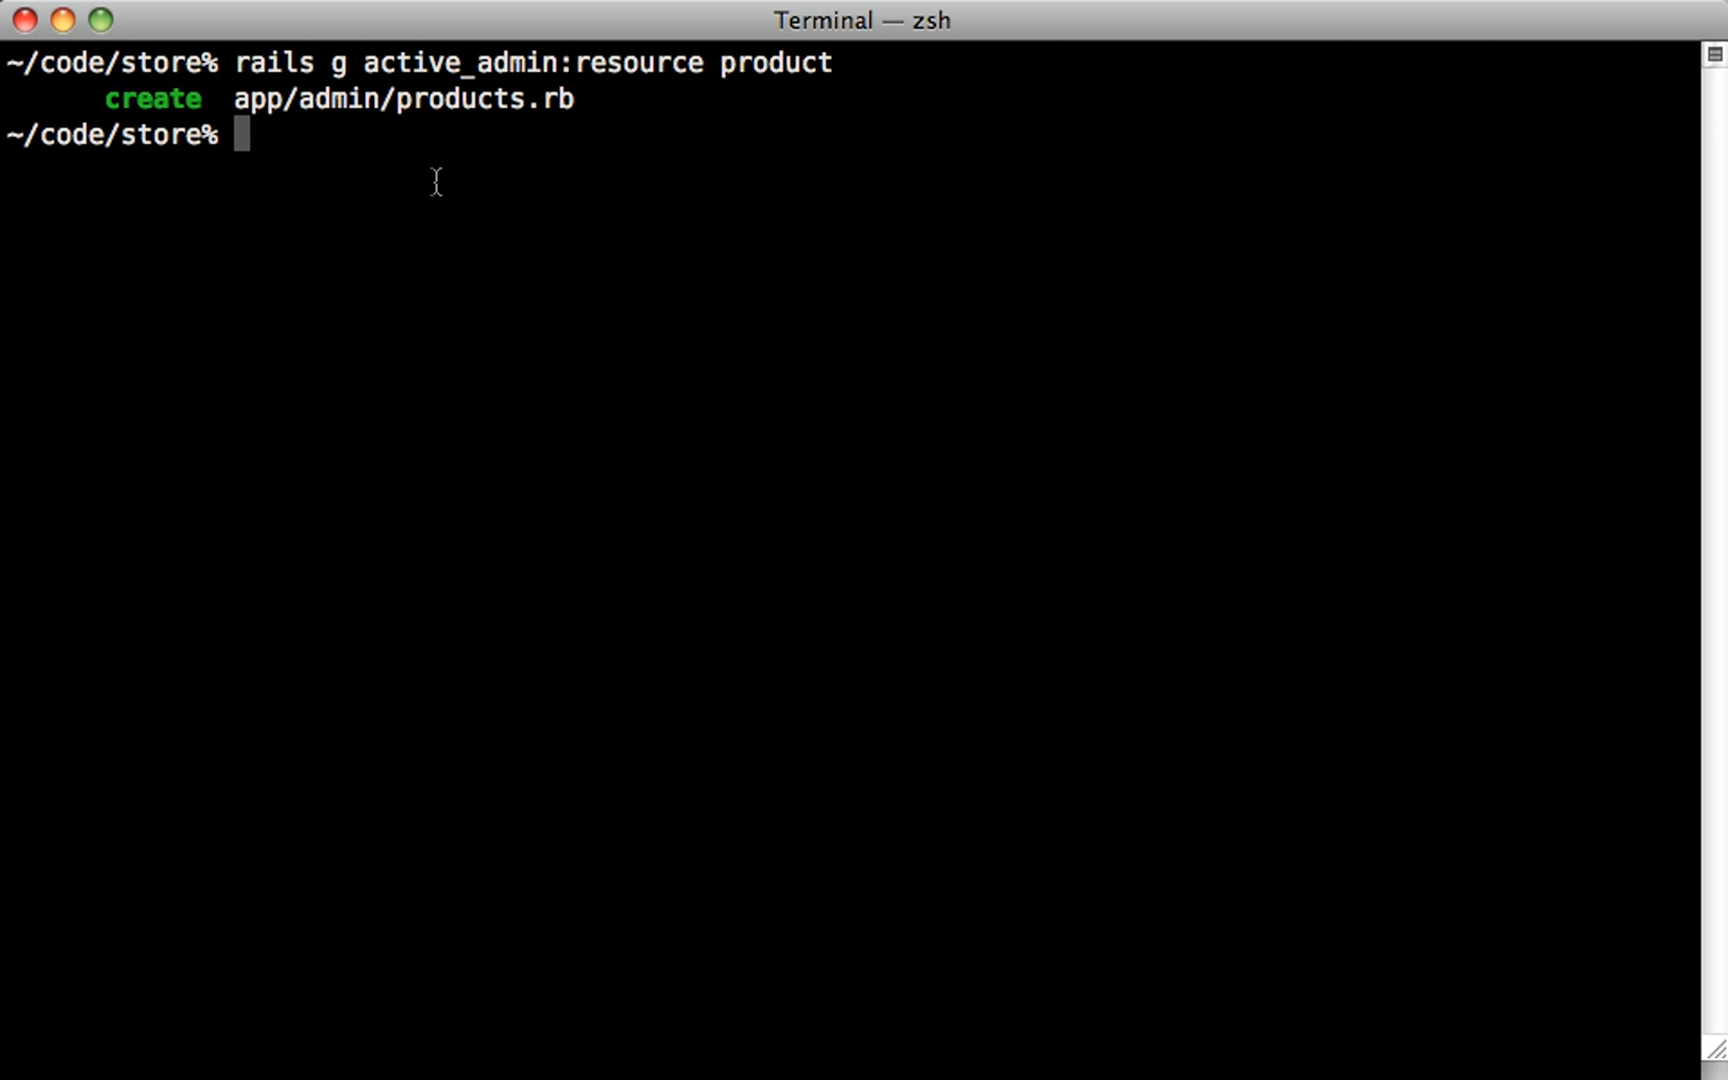 Terminal — zsh
~/code/store% rails g active_admin:resource product
create  app/admin/products.rb
~/code/store%